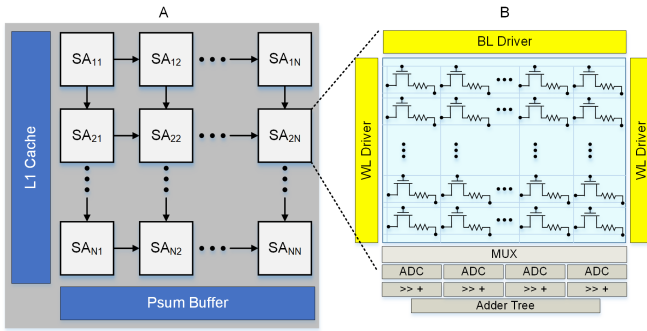 A
B
L1 Cache
SA11 SA12 SA1N
SA21 SA22 SA2N
SAN1 SAN2 SANN
Psum Buffer
BL Driver
WL Driver
WL Driver
MUX
ADC ADC ADC ADC
>> + >> + >> + >> +
Adder Tree